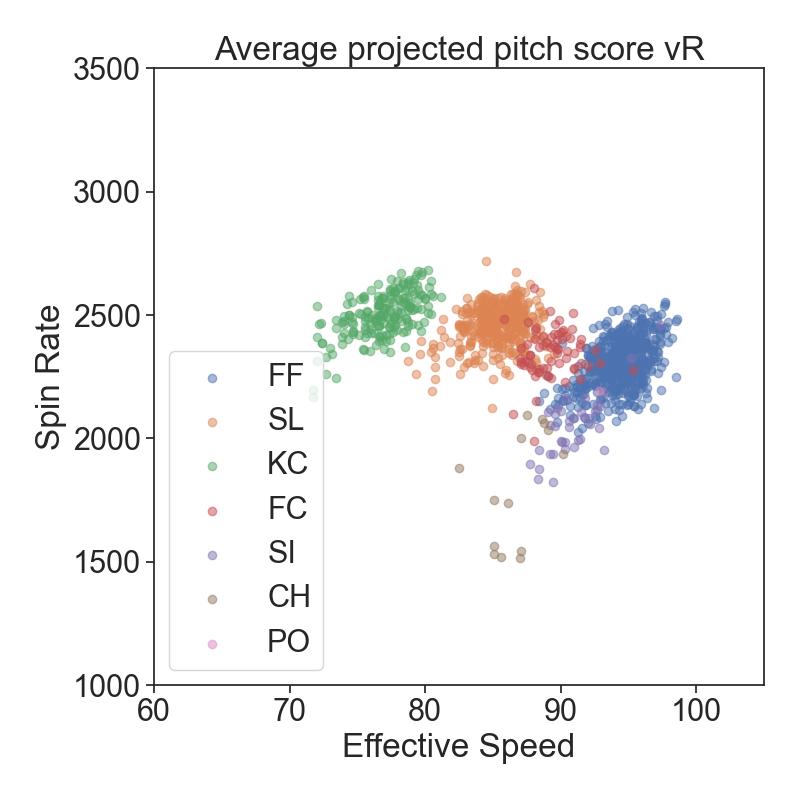 Average projected pitch score vR
3500
3000
2500
2000
1500
1000
Spin Rate
FF
SL
KC
FC
SI
CH
PO
60 70 80 90 100
Effective Speed